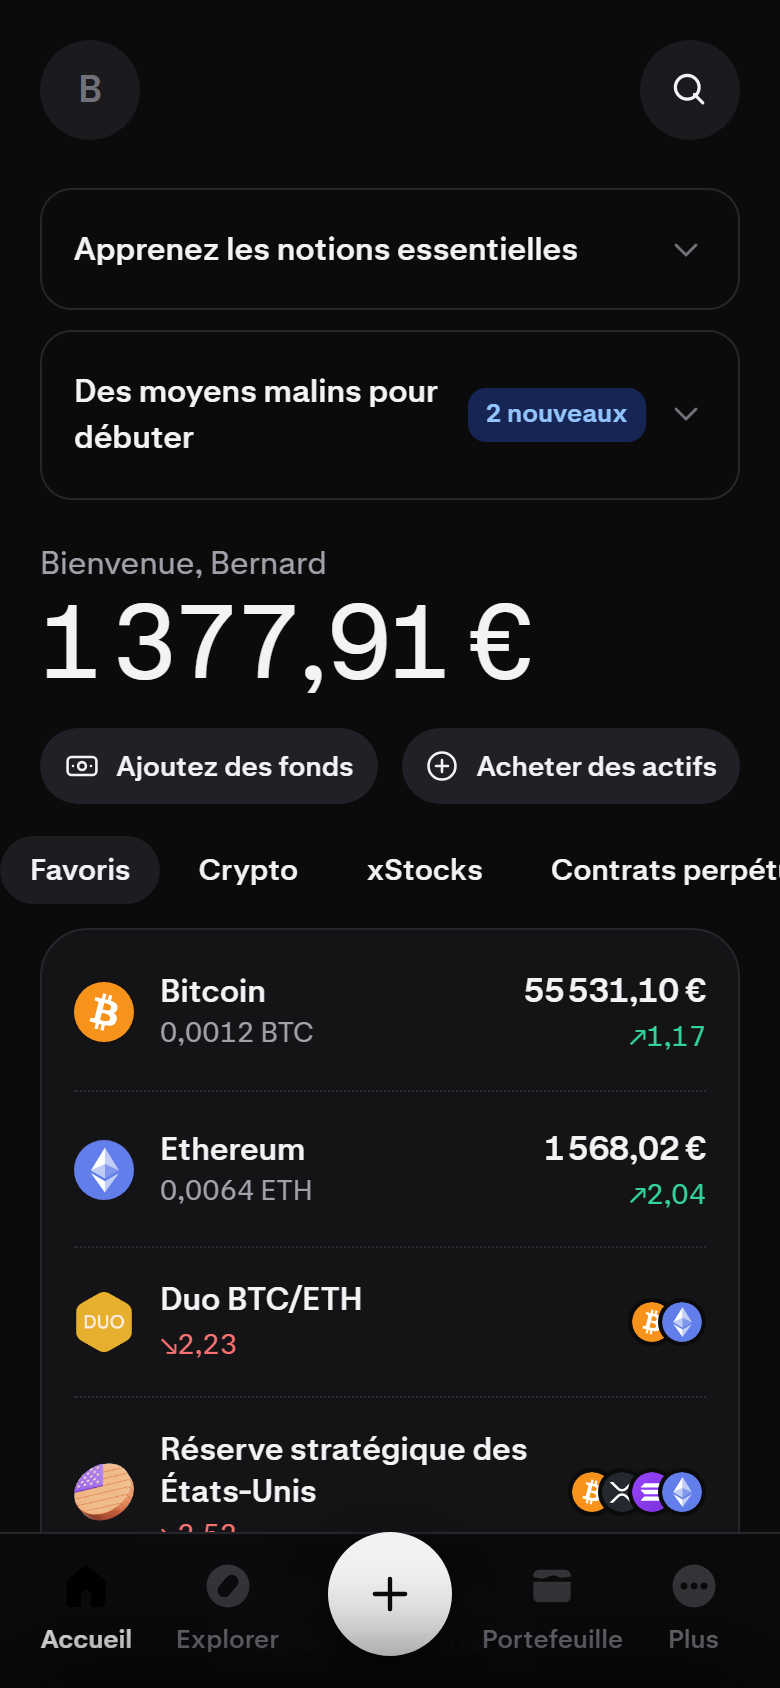 B
Apprenez les notions essentielles
Des moyens malins pour
débuter
2 nouveaux
Bienvenue, Bernard
1 377,91 €
Ajoutez des fonds
Acheter des actifs
Favoris
Crypto
xStocks
Contrats perpét
Bitcoin
55 531,10 €
0,0012 BTC
↗1,17
Ethereum
1 568,02 €
0,0064 ETH
↗2,04
DUO
Duo BTC/ETH
↘2,23
Réserve stratégique des
États-Unis
Accueil
Explorer
Portefeuille
Plus